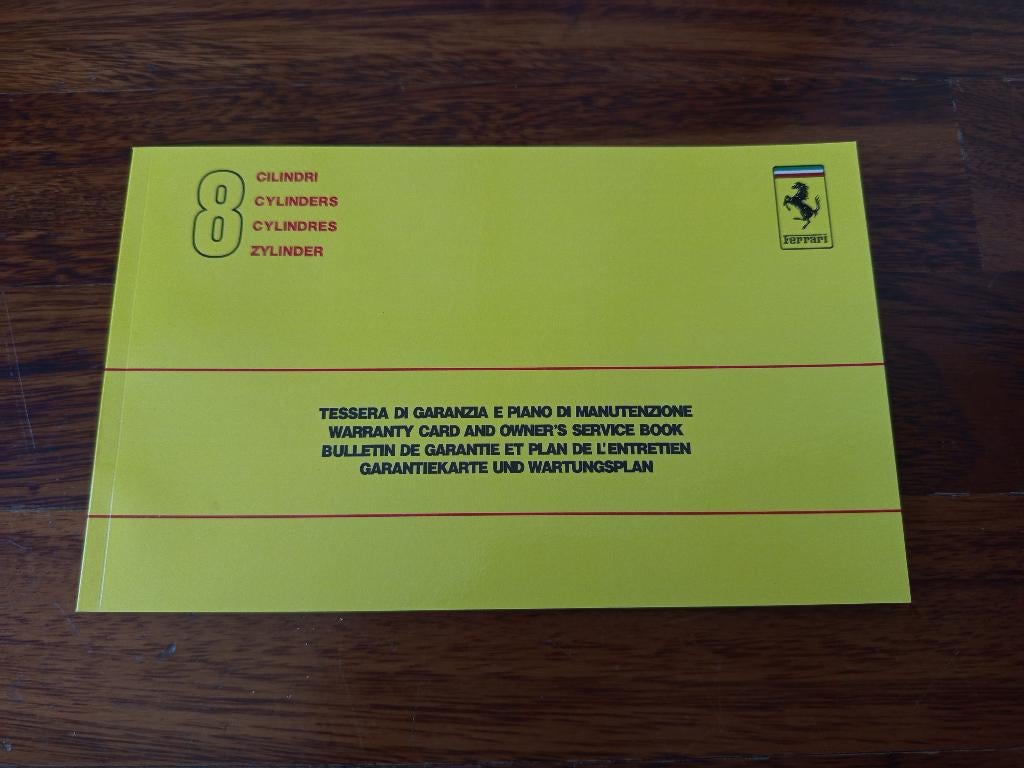 8
CILINDRI
CYLINDERS
CYLINDRES
ZYLINDER
Ferrari
TESSERA DI GARANZIA E PIANO DI MANUTENZIONE
WARRANTY CARD AND OWNER'S SERVICE BOOK
BULLETIN DE GARANTIE ET PLAN DE L'ENTRETIEN
GARANTIEKARTE UND WARTUNGSPLAN